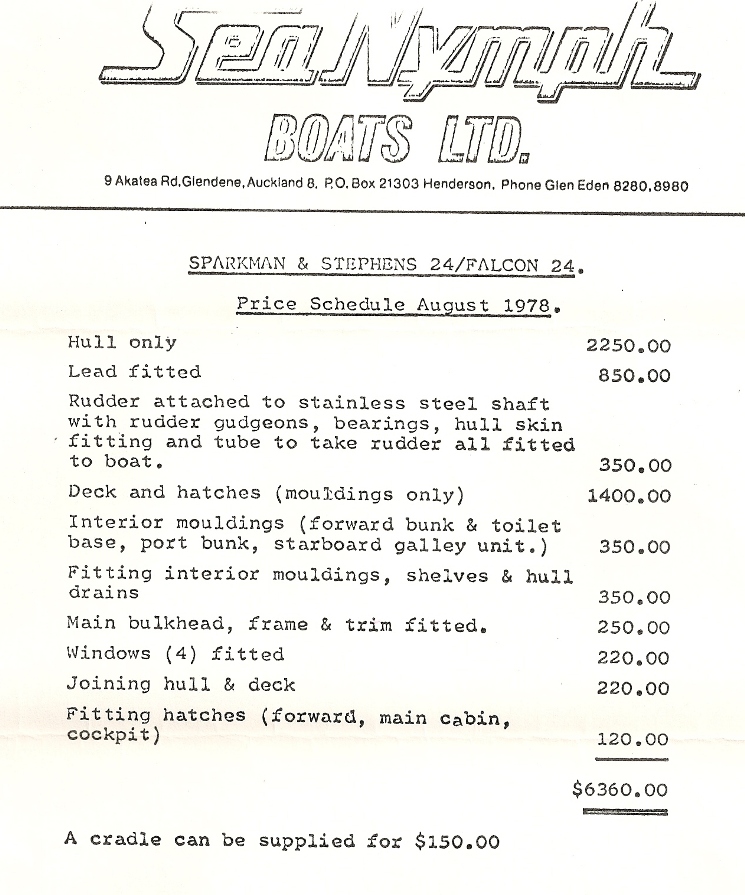 Sea Nymph
BOATS LTD.
9 Akatea Rd,Glendene,Auckland 8. P.O. Box 21303 Henderson. Phone Glen Eden 8280,8980
SPARKMAN & STEPHENS 24/FALCON 24.
Price Schedule August 1978.
Hull only 2250.00
Lead fitted 850.00
Rudder attached to stainless steel shaft
with rudder gudgeons, bearings, hull skin
fitting and tube to take rudder all fitted
to boat. 350.00
Deck and hatches (mouldings only) 1400.00
Interior mouldings (forward bunk & toilet
base, port bunk, starboard galley unit.) 350.00
Fitting interior mouldings, shelves & hull
drains 350.00
Main bulkhead, frame & trim fitted. 250.00
Windows (4) fitted 220.00
Joining hull & deck 220.00
Fitting hatches (forward, main cabin,
cockpit) 120.00
$6360.00
A cradle can be supplied for $150.00